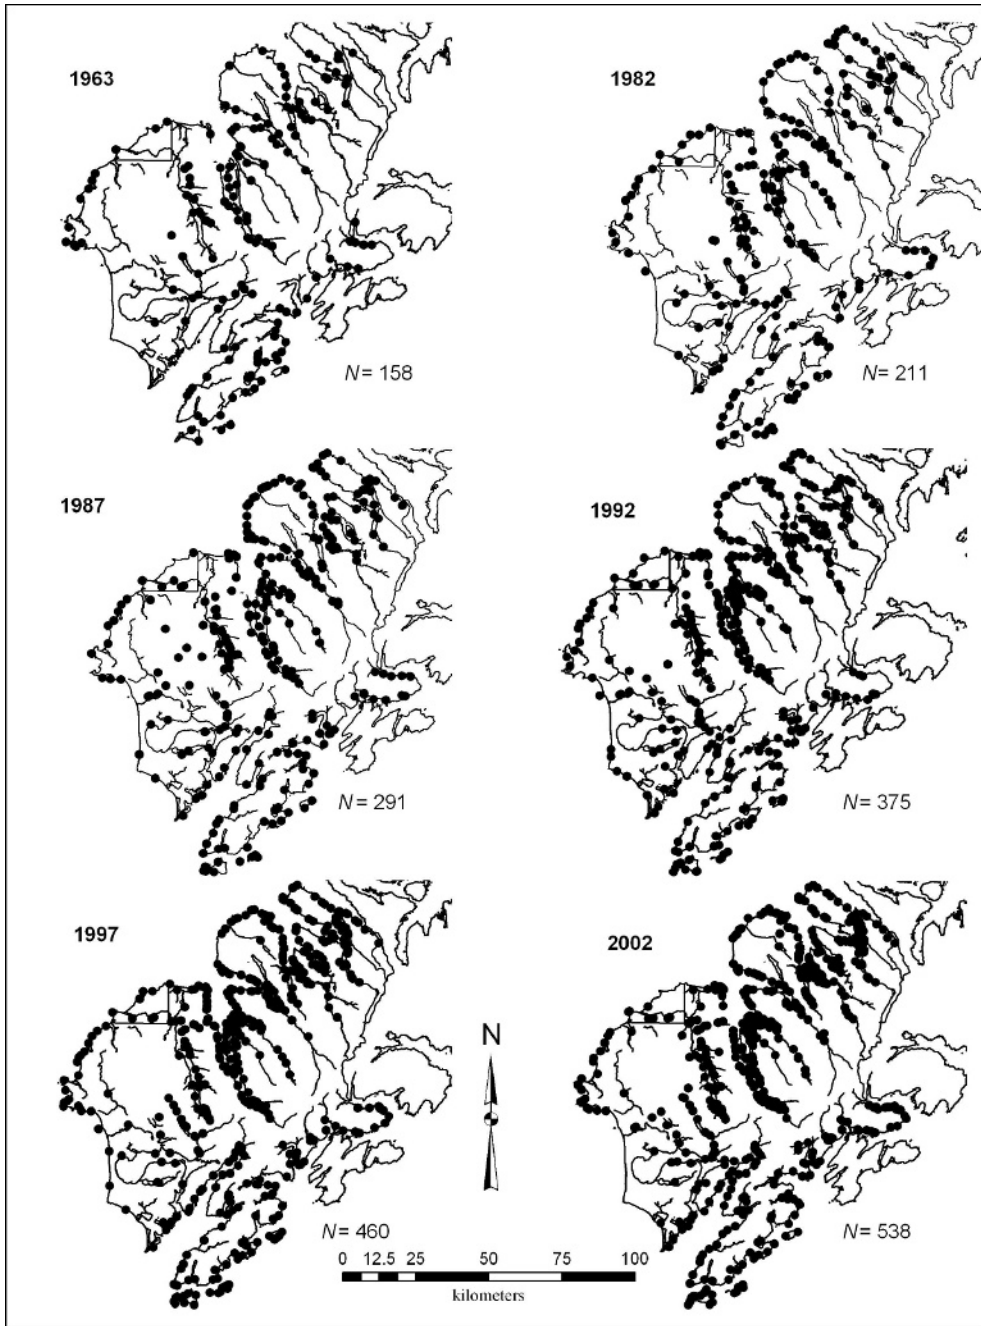 1963
1982
N = 158
N = 211
1987
1992
N = 291
N = 375
1997
2002
N
N = 460
N = 538
0 12.5 25 50 75 100
kilometers